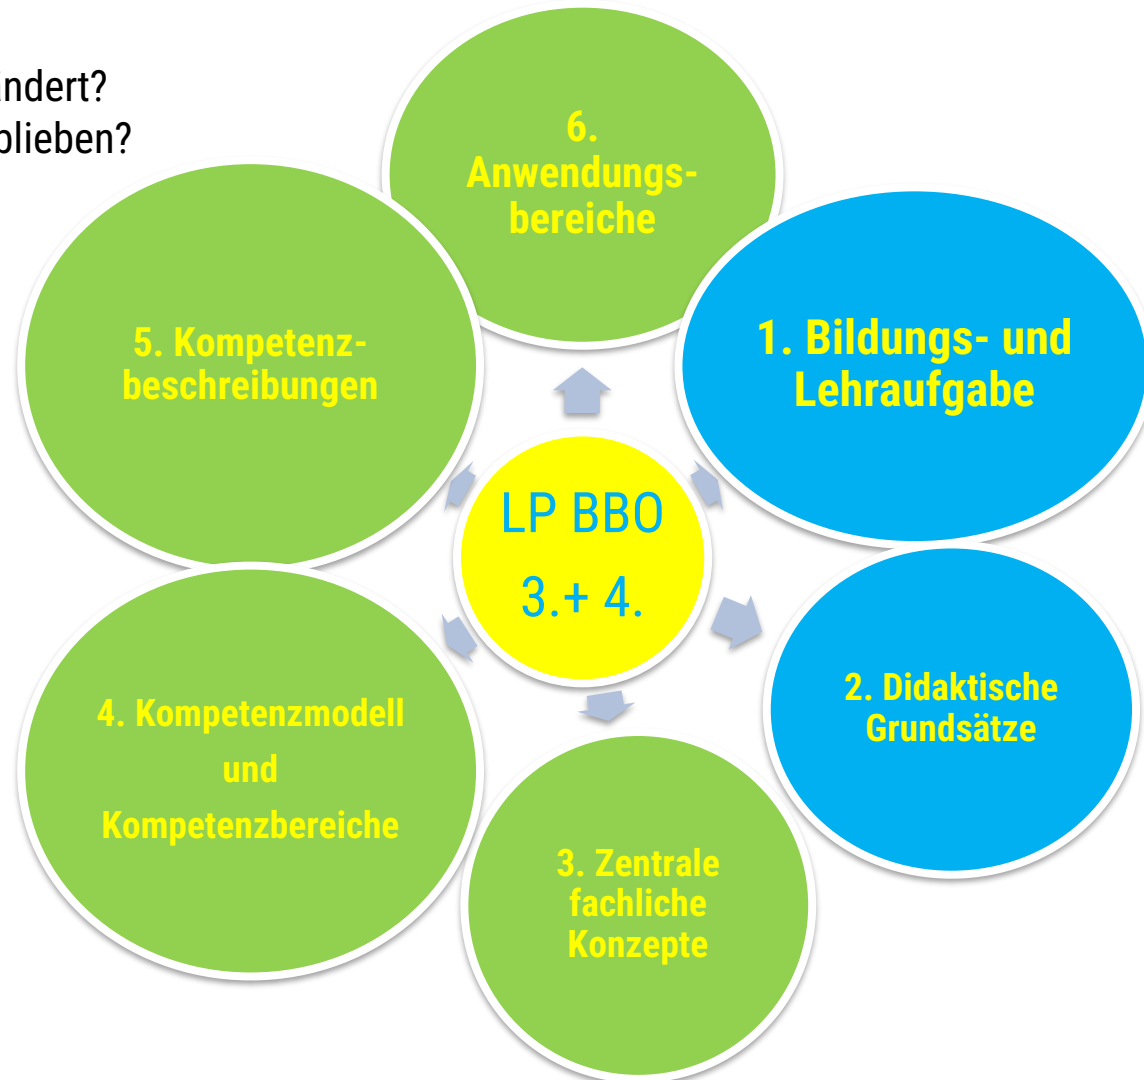 ndert?
blieben?
6.
Anwendungs-
bereiche
1. Bildungs- und
Lehraufgabe
5. Kompetenz-
beschreibungen
LP BBO
3.+ 4.
2. Didaktische
Grundsätze
4. Kompetenzmodell
und
Kompetenzbereiche
3. Zentrale
fachliche
Konzepte